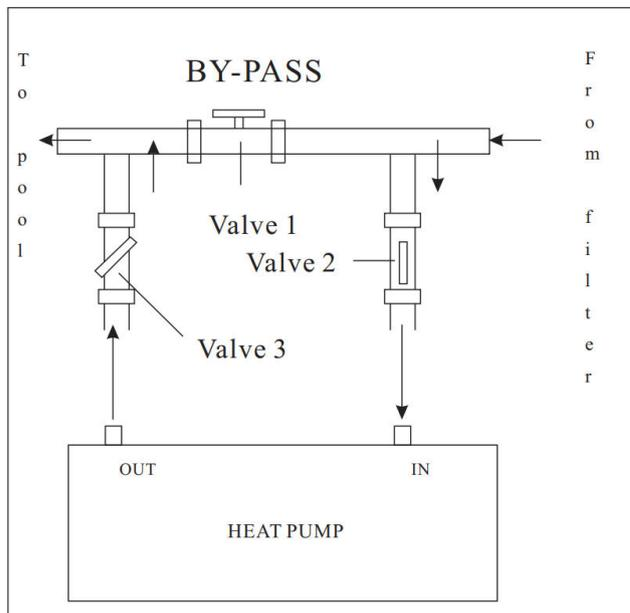 To pool
BY-PASS
From filter
Valve 1
Valve 2
Valve 3
OUT
IN
HEAT PUMP